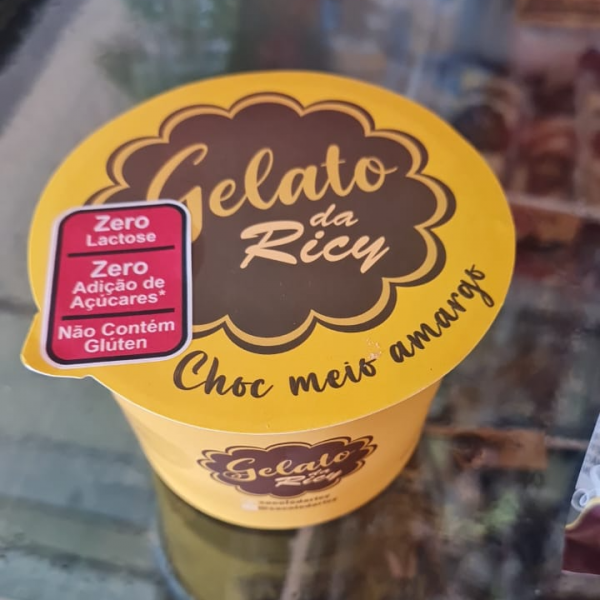 Gelato
da
Ricy
Zero
Lactose
Zero
Adição de
Açúcares*
Não Contém
Glúten
Choc meio amargo
Gelato
da
Ricy